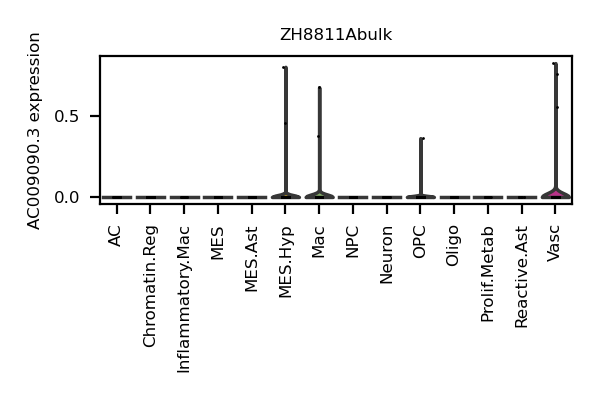 ZH8811Abulk
AC009090.3 expression
0.5
0.0
AC
Chromatin.Reg
Inflammatory.Mac
MES
MES.Ast
MES.Hyp
Mac
NPC
Neuron
OPC
Oligo
Prolif.Metab
Reactive.Ast
Vasc